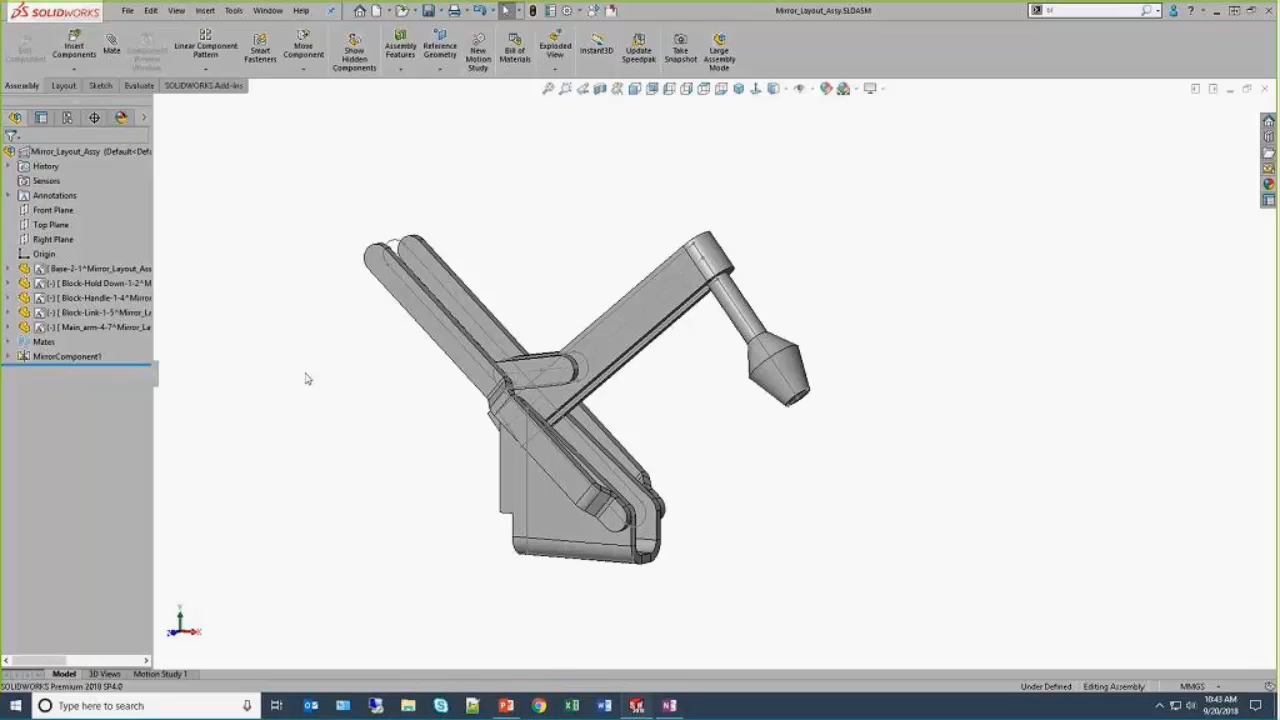 SOLIDWORKS File Edit View Insert Tools Window Help Mirror_Layout_Assy.SLDASM
Edit Component
Insert Components
Mate
Component Preview Window
Linear Component Pattern
Smart Fasteners
Move Component
Show Hidden Components
Assembly Features
Reference Geometry
New Motion Study
Bill of Materials
Exploded View
Instant3D
Update Speedpak
Take Snapshot
Large Assembly Mode
Assembly Layout Sketch Evaluate SOLIDWORKS Add-Ins
Mirror_Layout_Assy (Default<Defa
History
Sensors
Annotations
Front Plane
Top Plane
Right Plane
Origin
[ Base-2-1^Mirror_Layout_Ass
(-) [ Block-Hold Down-1-2^M
(-) [ Block-Handle-1-4^Mirror
(-) [ Block-Link-1-5^Mirror_La
(-) [ Main_arm-4-7^Mirror_La
Mates
MirrorComponent1
Y
X
Z
Model 3D Views Motion Study 1
SOLIDWORKS Premium 2018 SP4.0 Under Defined Editing Assembly MMGS
Type here to search
10:43 AM
9/20/2018